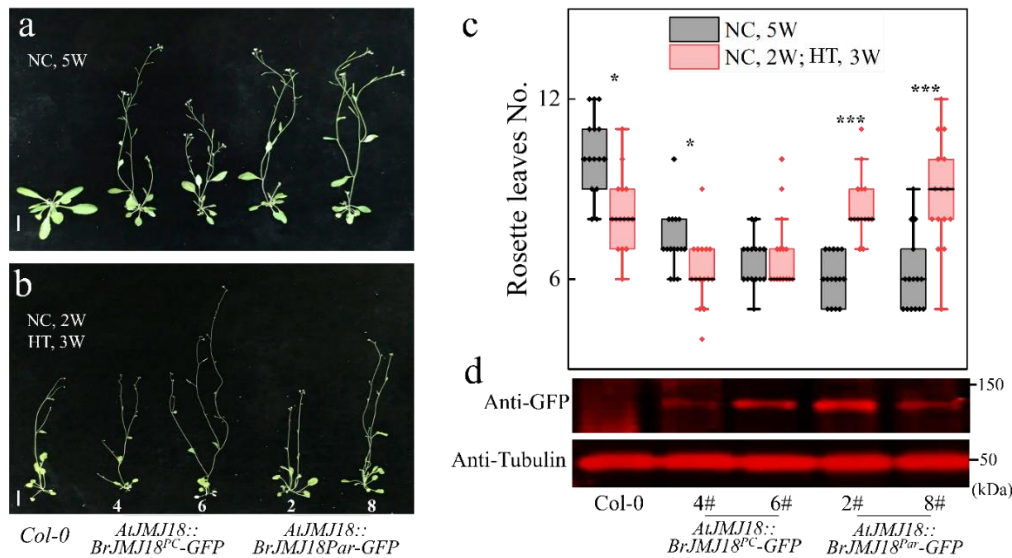 a
NC, 5W
b
NC, 2W
HT, 3W
4
6
2
8
Col-0
AtJMJ18::
BrJMJ18PC-GFP
AtJMJ18::
BrJMJ18Par-GFP
c
NC, 5W
NC, 2W; HT, 3W
Rosette leaves No.
12
6
*
*
***
***
d
Anti-GFP
150
Anti-Tubulin
50
(kDa)
Col-0
4#
6#
2#
8#
AtJMJ18::
BrJMJ18PC-GFP
AtJMJ18::
BrJMJ18Par-GFP